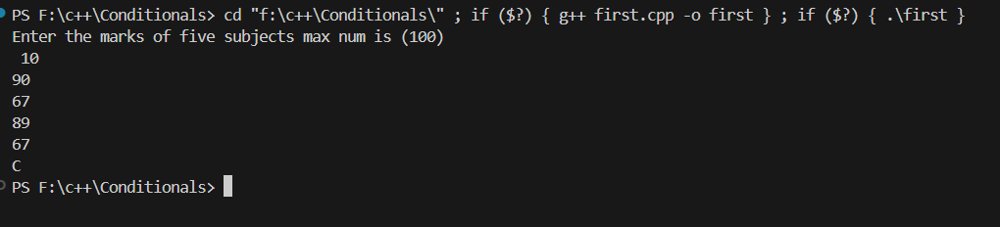 PS F:\c++\Conditionals> cd "f:\c++\Conditionals\" ; if ($?) { g++ first.cpp -o first } ; if ($?) { .\first }
Enter the marks of five subjects max num is (100)
 10
90
67
89
67
C
PS F:\c++\Conditionals>